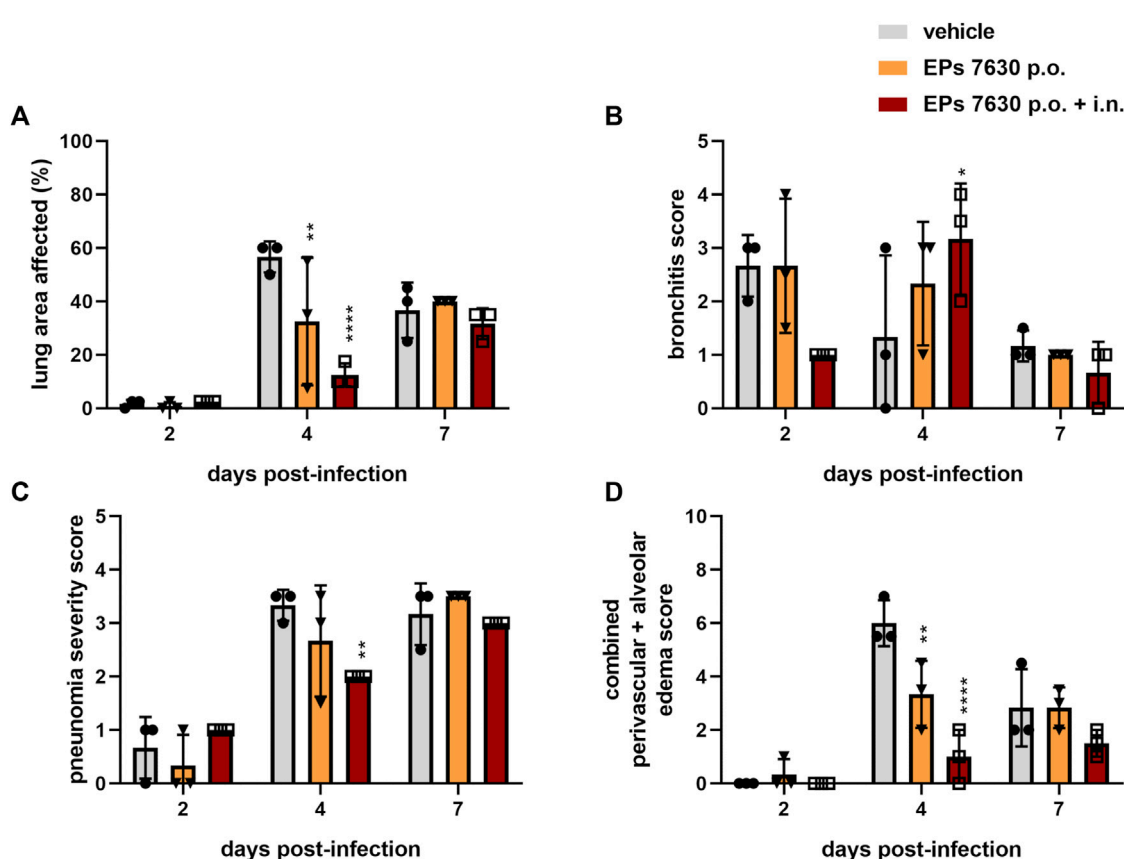 vehicle
EPs 7630 p.o.
EPs 7630 p.o. + i.n.
A
lung area affected (%)
100
80
60
40
20
0
**
****
2 4 7
days post-infection
B
bronchitis score
5
4
3
2
1
0
*
2 4 7
days post-infection
C
pneunomia severity score
5
4
3
2
1
0
**
2 4 7
days post-infection
D
combined
perivascular + alveolar
edema score
10
8
6
4
2
0
**
****
2 4 7
days post-infection